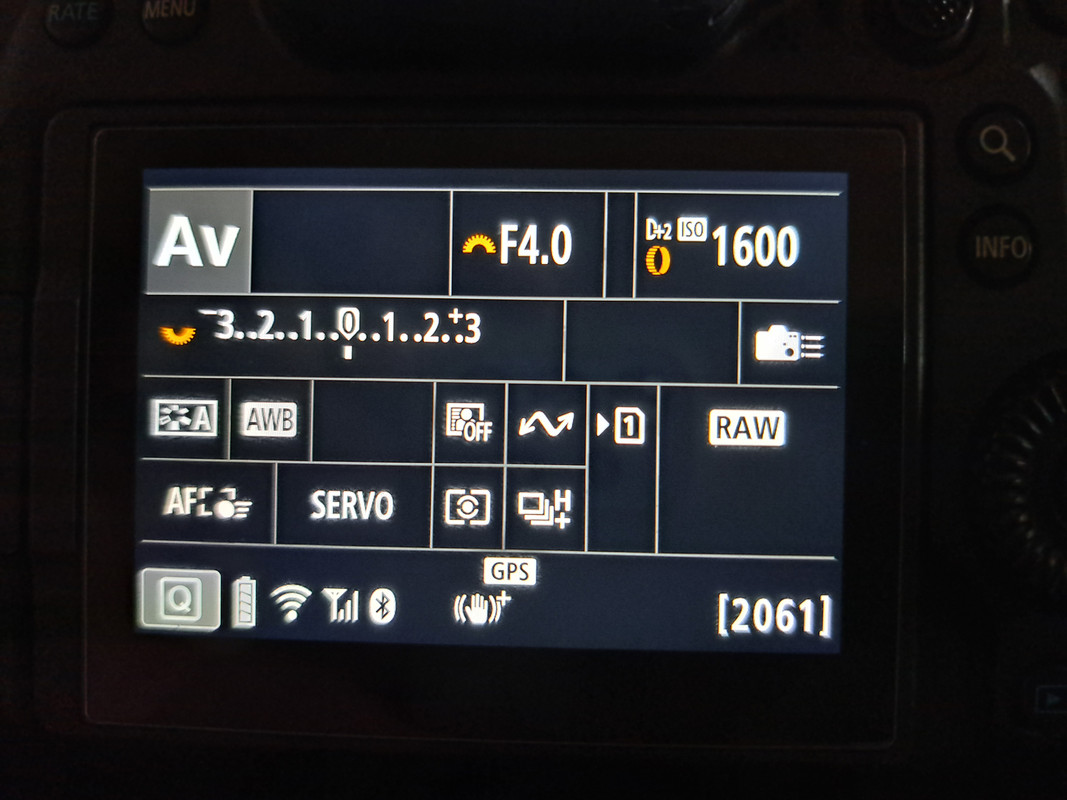 RATE MENU
Av F4.0 D+2 ISO 1600
INFO
-3..2..1..0..1..2..+3
A AWB OFF 1 RAW
AF SERVO H+
GPS
Q [2061]